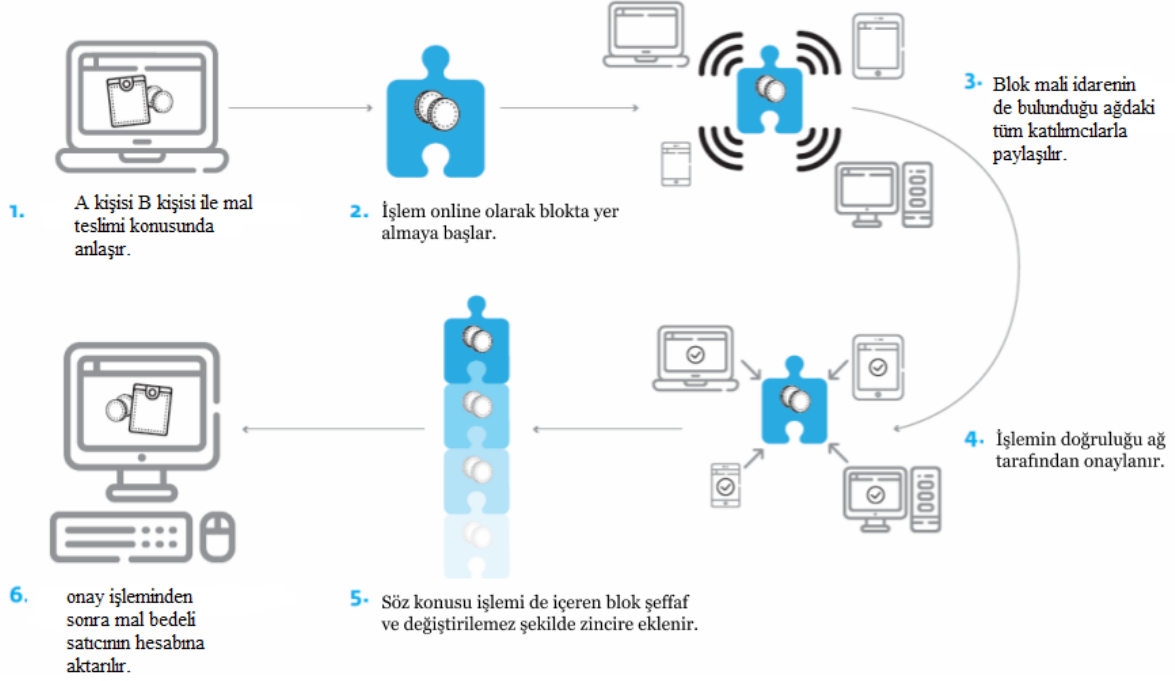 1. A kişisi B kişisi ile mal
teslimi konusunda
anlaşır.
2. İşlem online olarak blokta yer
almaya başlar.
3. Blok mali idarenin
de bulunduğu ağdaki
tüm katılımcılarla
paylaşılır.
4. İşlemin doğruluğu ağ
tarafından onaylanır.
5. Söz konusu işlemi de içeren blok şeffaf
ve değiştirilemez şekilde zincire eklenir.
6. onay işleminden
sonra mal bedeli
satıcının hesabına
aktarılır.